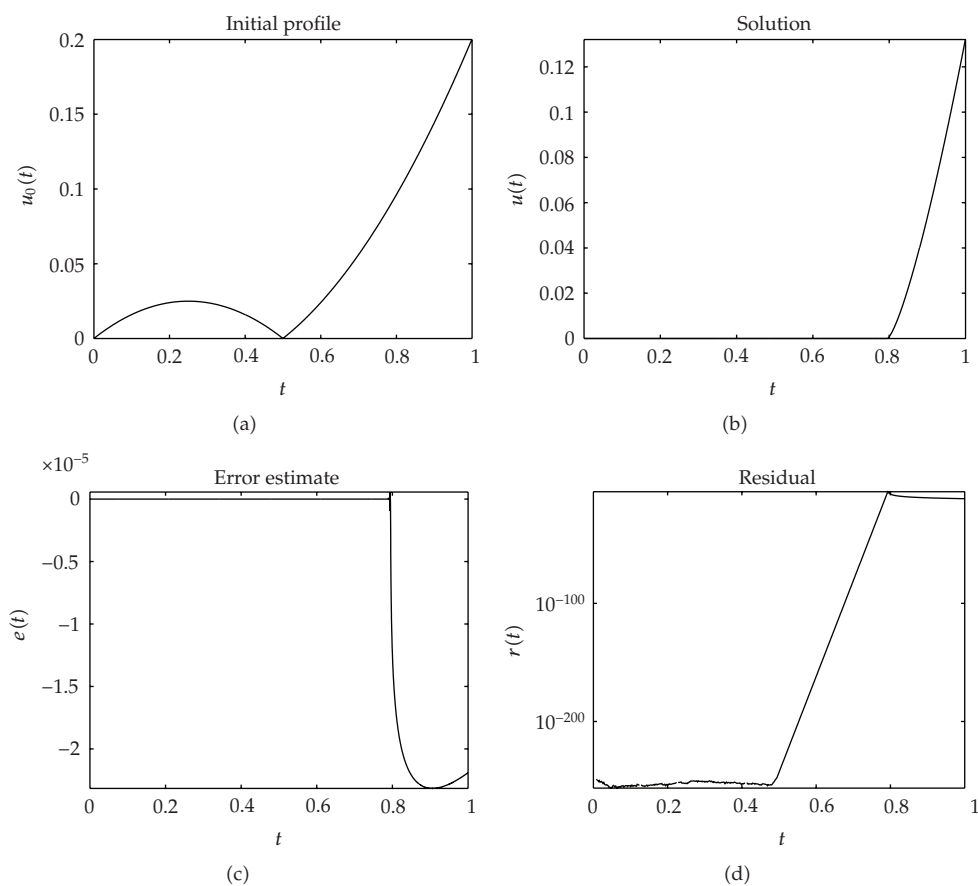 Initial profile
0.2
0.15
0.1
0.05
0
u₀(t)
0 0.2 0.4 0.6 0.8 1
t
(a)
Solution
0.12
0.1
0.08
0.06
0.04
0.02
0
u(t)
0 0.2 0.4 0.6 0.8 1
t
(b)
×10⁻⁵
Error estimate
0
−0.5
−1
−1.5
−2
e(t)
0 0.2 0.4 0.6 0.8 1
t
(c)
Residual
10⁻¹⁰⁰
10⁻²⁰⁰
r(t)
0 0.2 0.4 0.6 0.8 1
t
(d)